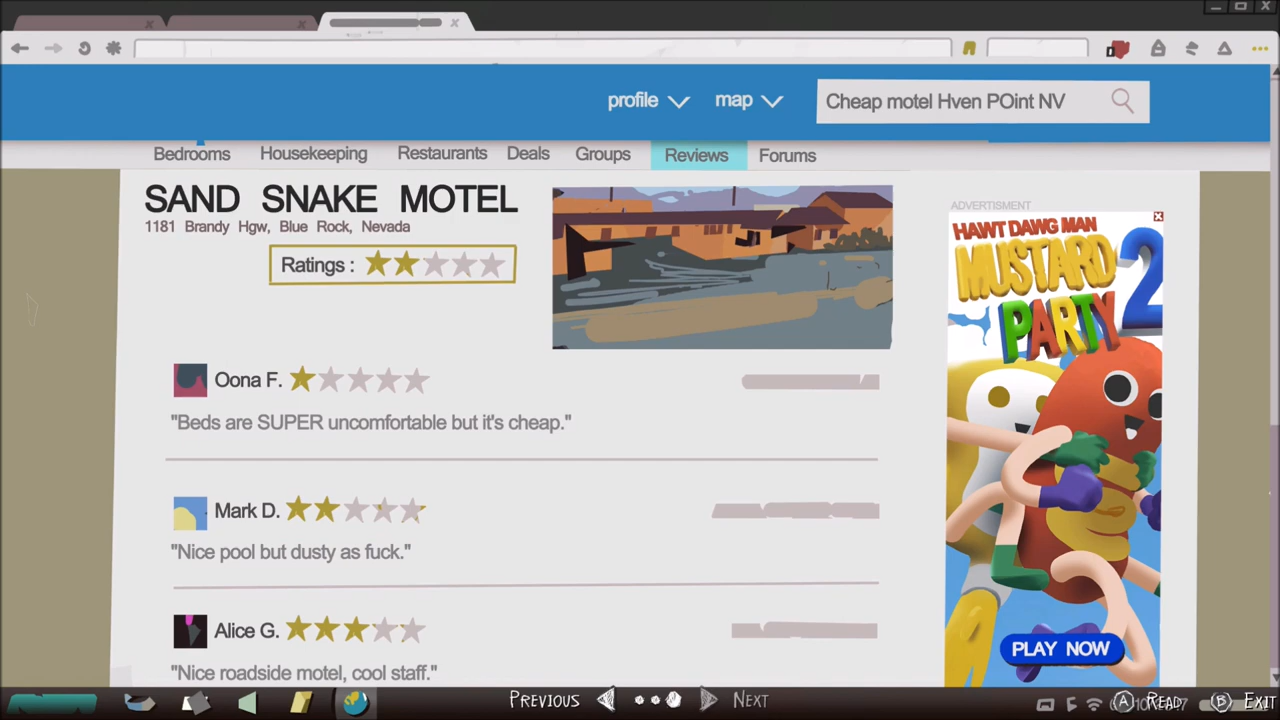 profile
map
Cheap motel Hven POint NV
Bedrooms
Housekeeping
Restaurants
Deals
Groups
Reviews
Forums
SAND SNAKE MOTEL
1181 Brandy Hgw, Blue Rock, Nevada
Ratings :
ADVERTISMENT
HAWT DAWG MAN
MUSTARD
PARTY 2
Oona F.
"Beds are SUPER uncomfortable but it's cheap."
Mark D.
"Nice pool but dusty as fuck."
Alice G.
"Nice roadside motel, cool staff."
PLAY NOW
PREVIOUS
NEXT
A READ
B EXIT